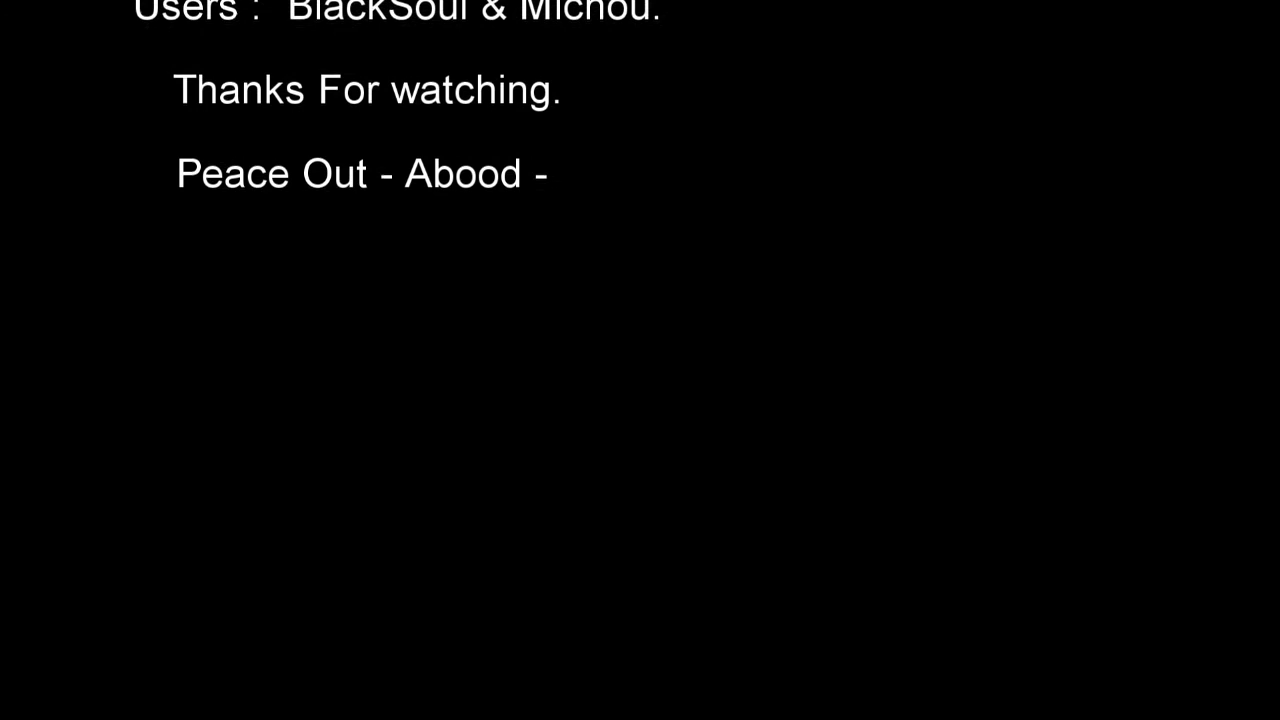 Users : BlackSoul & Michou.
Thanks For watching.
Peace Out - Abood -